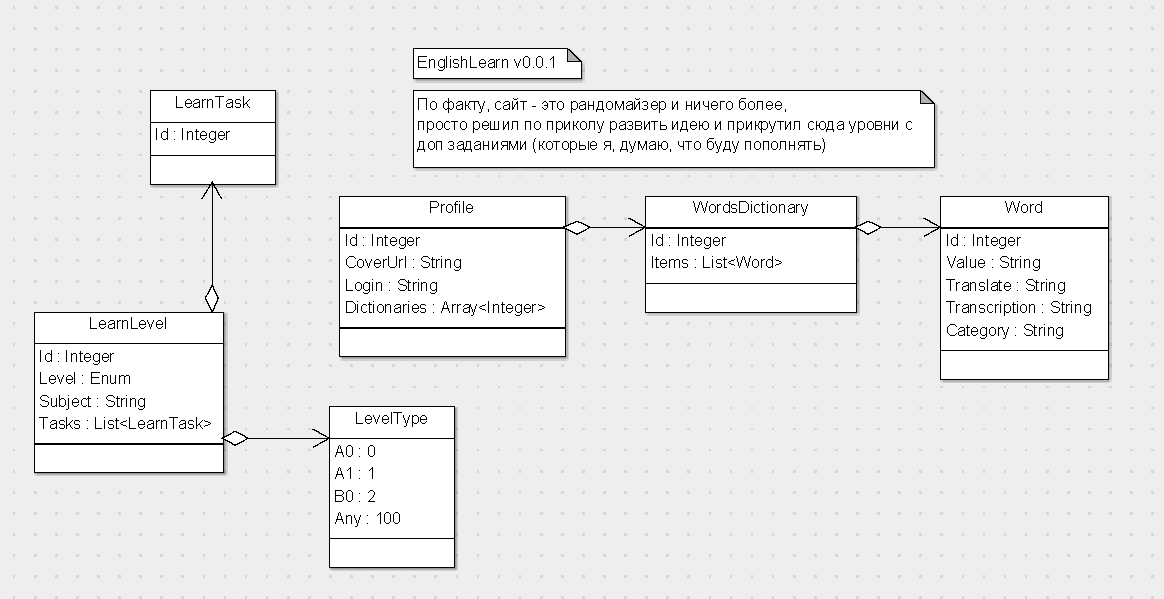 EnglishLearn v0.0.1
По факту, сайт - это рандомайзер и ничего более,
просто решил по приколу развить идею и прикрутил сюда уровни с
доп заданиями (которые я, думаю, что буду пополнять)
LearnTask
Id : Integer
Profile
Id : Integer
CoverUrl : String
Login : String
Dictionaries : Array<Integer>
WordsDictionary
Id : Integer
Items : List<Word>
Word
Id : Integer
Value : String
Translate : String
Transcription : String
Category : String
LearnLevel
Id : Integer
Level : Enum
Subject : String
Tasks : List<LearnTask>
LevelType
A0 : 0
A1 : 1
B0 : 2
Any : 100